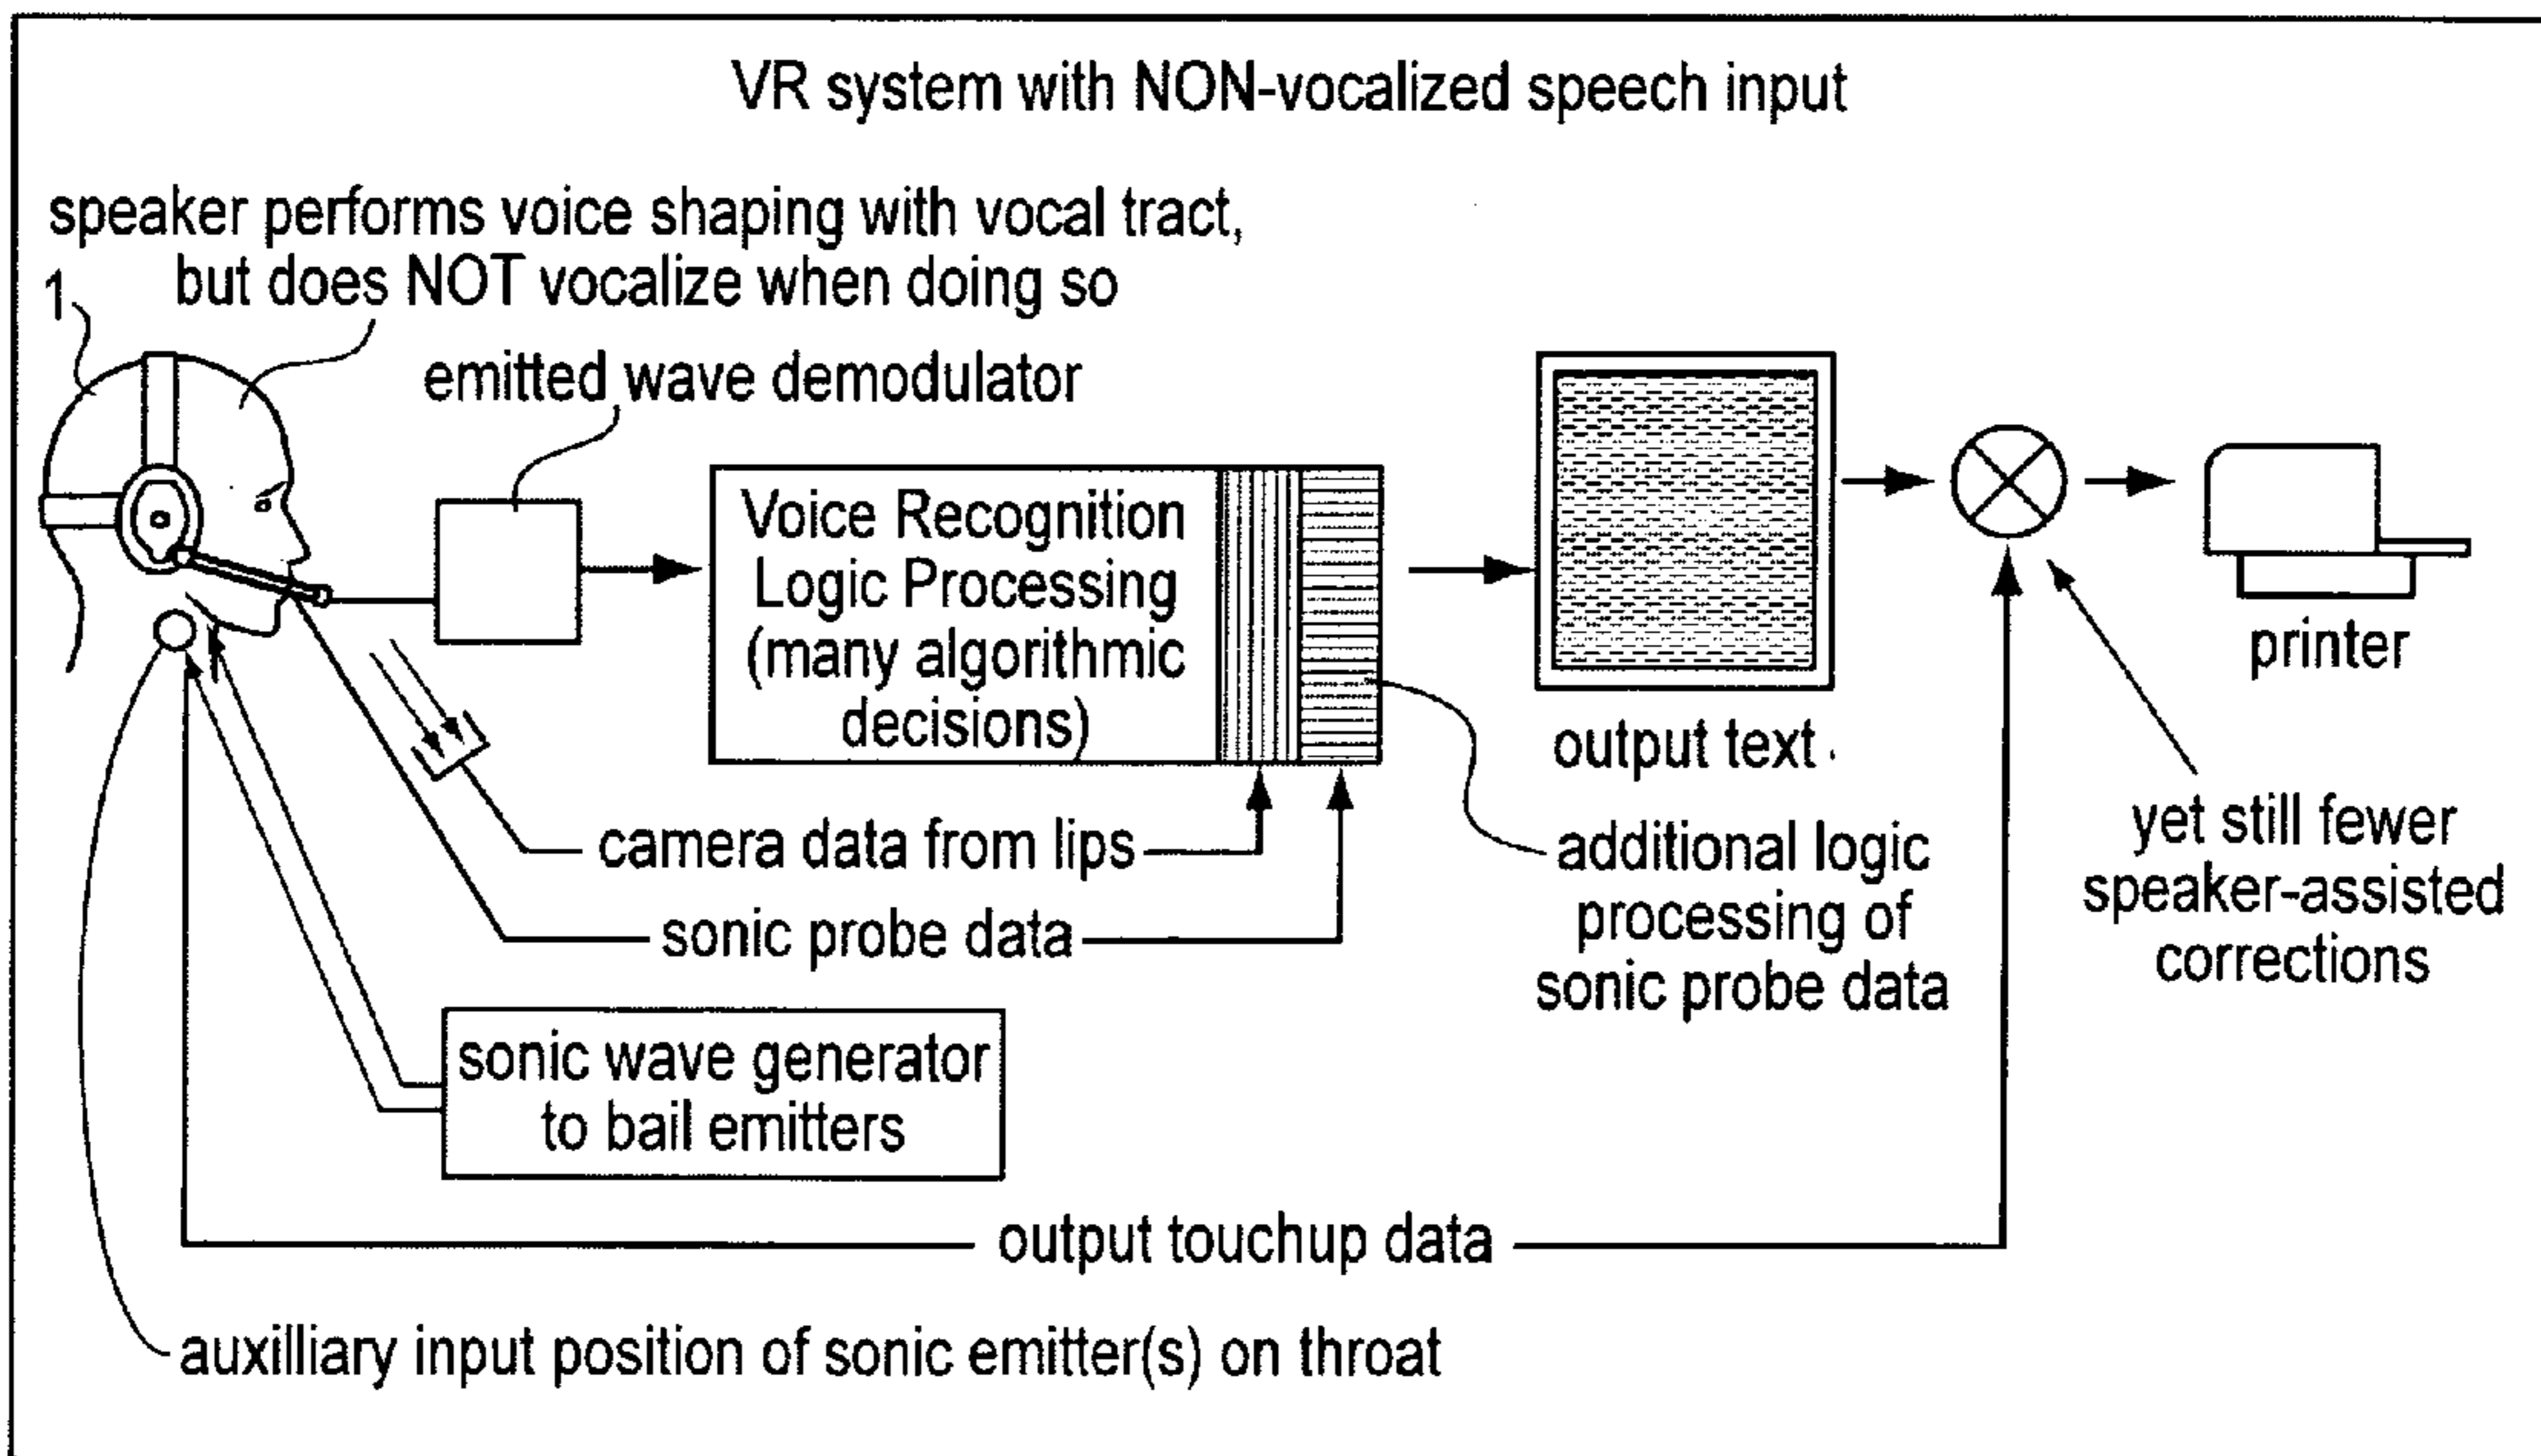 VR system with NON-vocalized speech input
speaker performs voice shaping with vocal tract,
but does NOT vocalize when doing so
1
emitted wave demodulator
Voice Recognition
Logic Processing
(many algorithmic
decisions)
output text
printer
camera data from lips
sonic probe data
additional logic
processing of
sonic probe data
yet still fewer
speaker-assisted
corrections
sonic wave generator
to bail emitters
output touchup data
auxilliary input position of sonic emitter(s) on throat